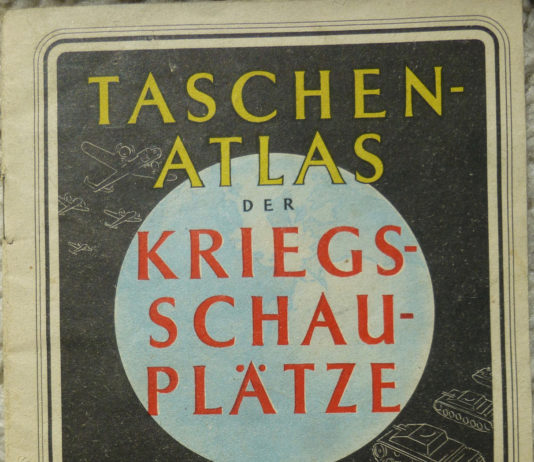 TASCHEN-
ATLAS
DER
KRIEGS-
SCHAU-
PLÄTZE